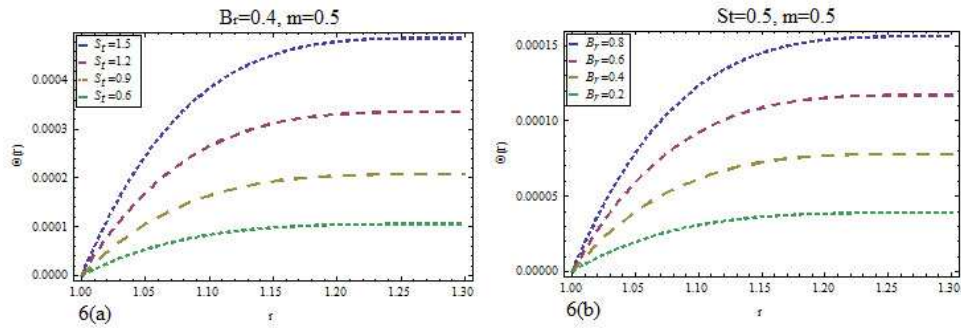 Br=0.4, m=0.5
St=1.5
St=1.2
St=0.9
St=0.6
0.0004
0.0003
0.0002
0.0001
0.0000
Θ(r)
1.00 1.05 1.10 1.15 1.20 1.25 1.30
6(a)
r
St=0.5, m=0.5
Br=0.8
Br=0.6
Br=0.4
Br=0.2
0.00015
0.00010
0.00005
0.00000
Θ(r)
1.00 1.05 1.10 1.15 1.20 1.25 1.30
6(b)
r